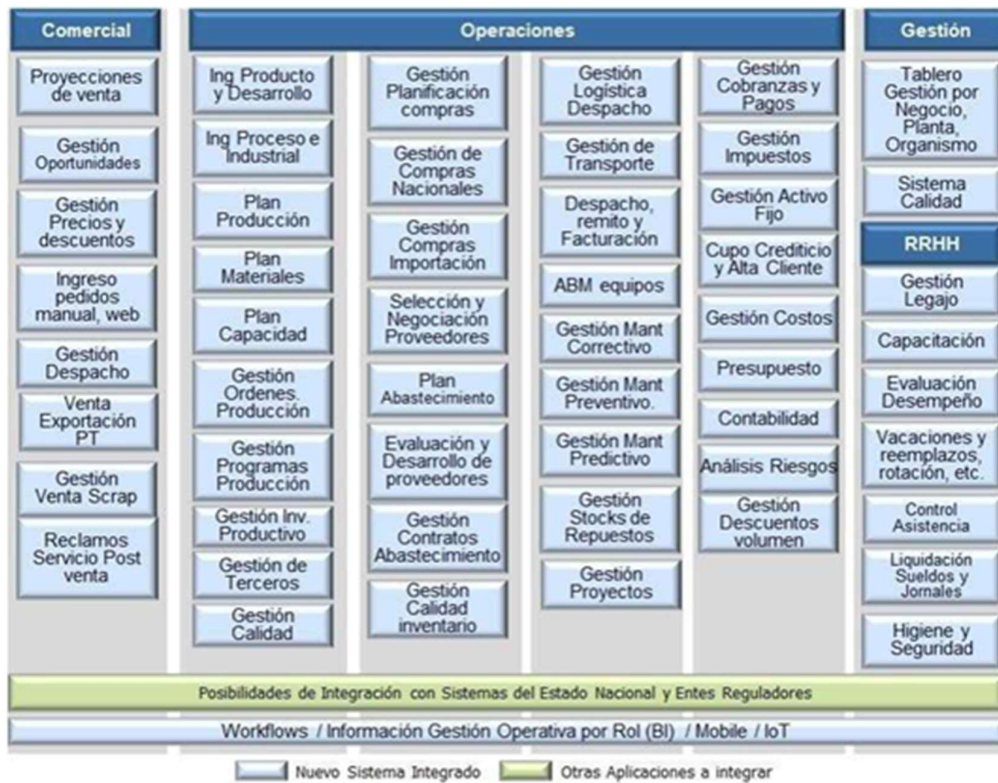 Comercial
Proyecciones
de venta
Gestión
Oportunidades
Gestión
Precios y
descuentos
Ingreso
pedidos
manual, web
Gestión
Despacho
Venta
Exportación
PT
Gestión
Venta Scrap
Reclamos
Servicio Post
venta
Operaciones
Ing Producto
y Desarrollo
Ing Proceso e
Industrial
Plan
Producción
Plan
Materiales
Plan
Capacidad
Gestión
Ordenes.
Producción
Gestión
Programas
Producción
Gestión Inv.
Productivo
Gestión de
Terceros
Gestión
Calidad
Gestión
Planificación
compras
Gestión de
Compras
Nacionales
Gestión
Compras
Importación
Selección y
Negociación
Proveedores
Plan
Abastecimiento
Evaluación y
Desarrollo de
proveedores
Gestión
Contratos
Abastecimiento
Gestión
Calidad
inventario
Gestión
Logística
Despacho
Gestión de
Transporte
Despacho,
remito y
Facturación
ABM equipos
Gestión Mant
Correctivo
Gestión Mant
Preventivo.
Gestión Mant
Predictivo
Gestión
Stocks de
Repuestos
Gestión
Proyectos
Gestión
Cobranzas y
Pagos
Gestión
Impuestos
Gestión Activo
Fijo
Cupo Crediticio
y Alta Cliente
Gestión Costos
Presupuesto
Contabilidad
Análisis Riesgos
Gestión
Descuentos
volumen
Gestión
Tablero
Gestión por
Negocio,
Planta,
Organismo
Sistema
Calidad
RRHH
Gestión
Legajo
Capacitación
Evaluación
Desempeño
Vacaciones y
reemplazos,
rotación, etc.
Control
Asistencia
Liquidación
Sueldos y
Jornales
Higiene y
Seguridad
Posibilidades de Integración con Sistemas del Estado Nacional y Entes Reguladores
Workflows / Información Gestión Operativa por Rol (BI) / Mobile / IoT
Nuevo Sistema Integrado
Otras Aplicaciones a integrar